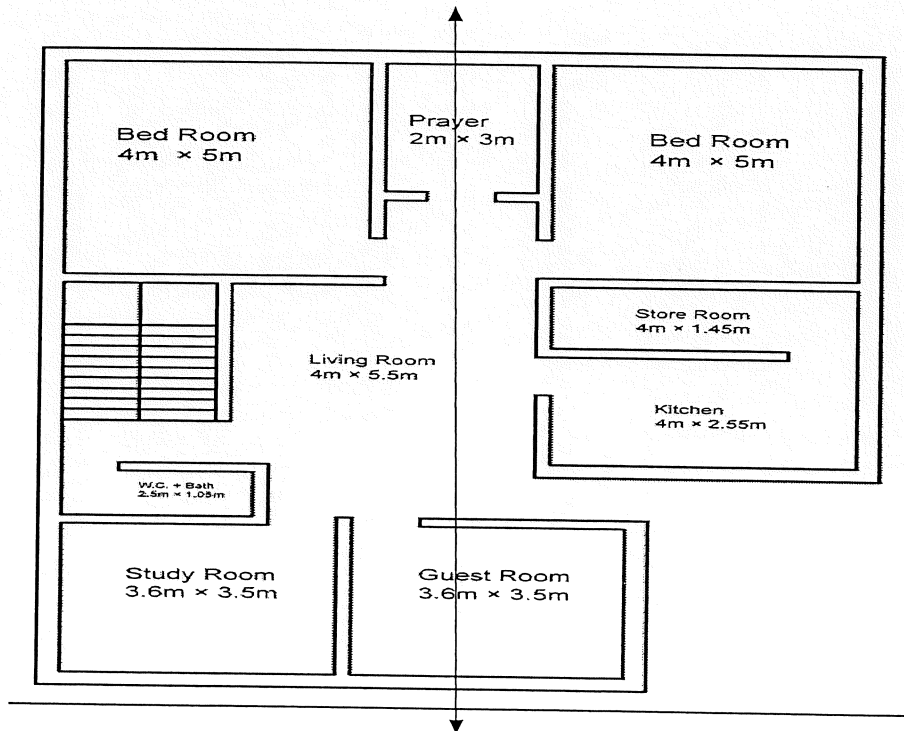 Bed Room
4m × 5m
Prayer
2m × 3m
Bed Room
4m × 5m
Store Room
4m × 1.45m
Living Room
4m × 5.5m
Kitchen
4m × 2.55m
W.C. + Bath
2.5m × 1.05m
Study Room
3.6m × 3.5m
Guest Room
3.6m × 3.5m